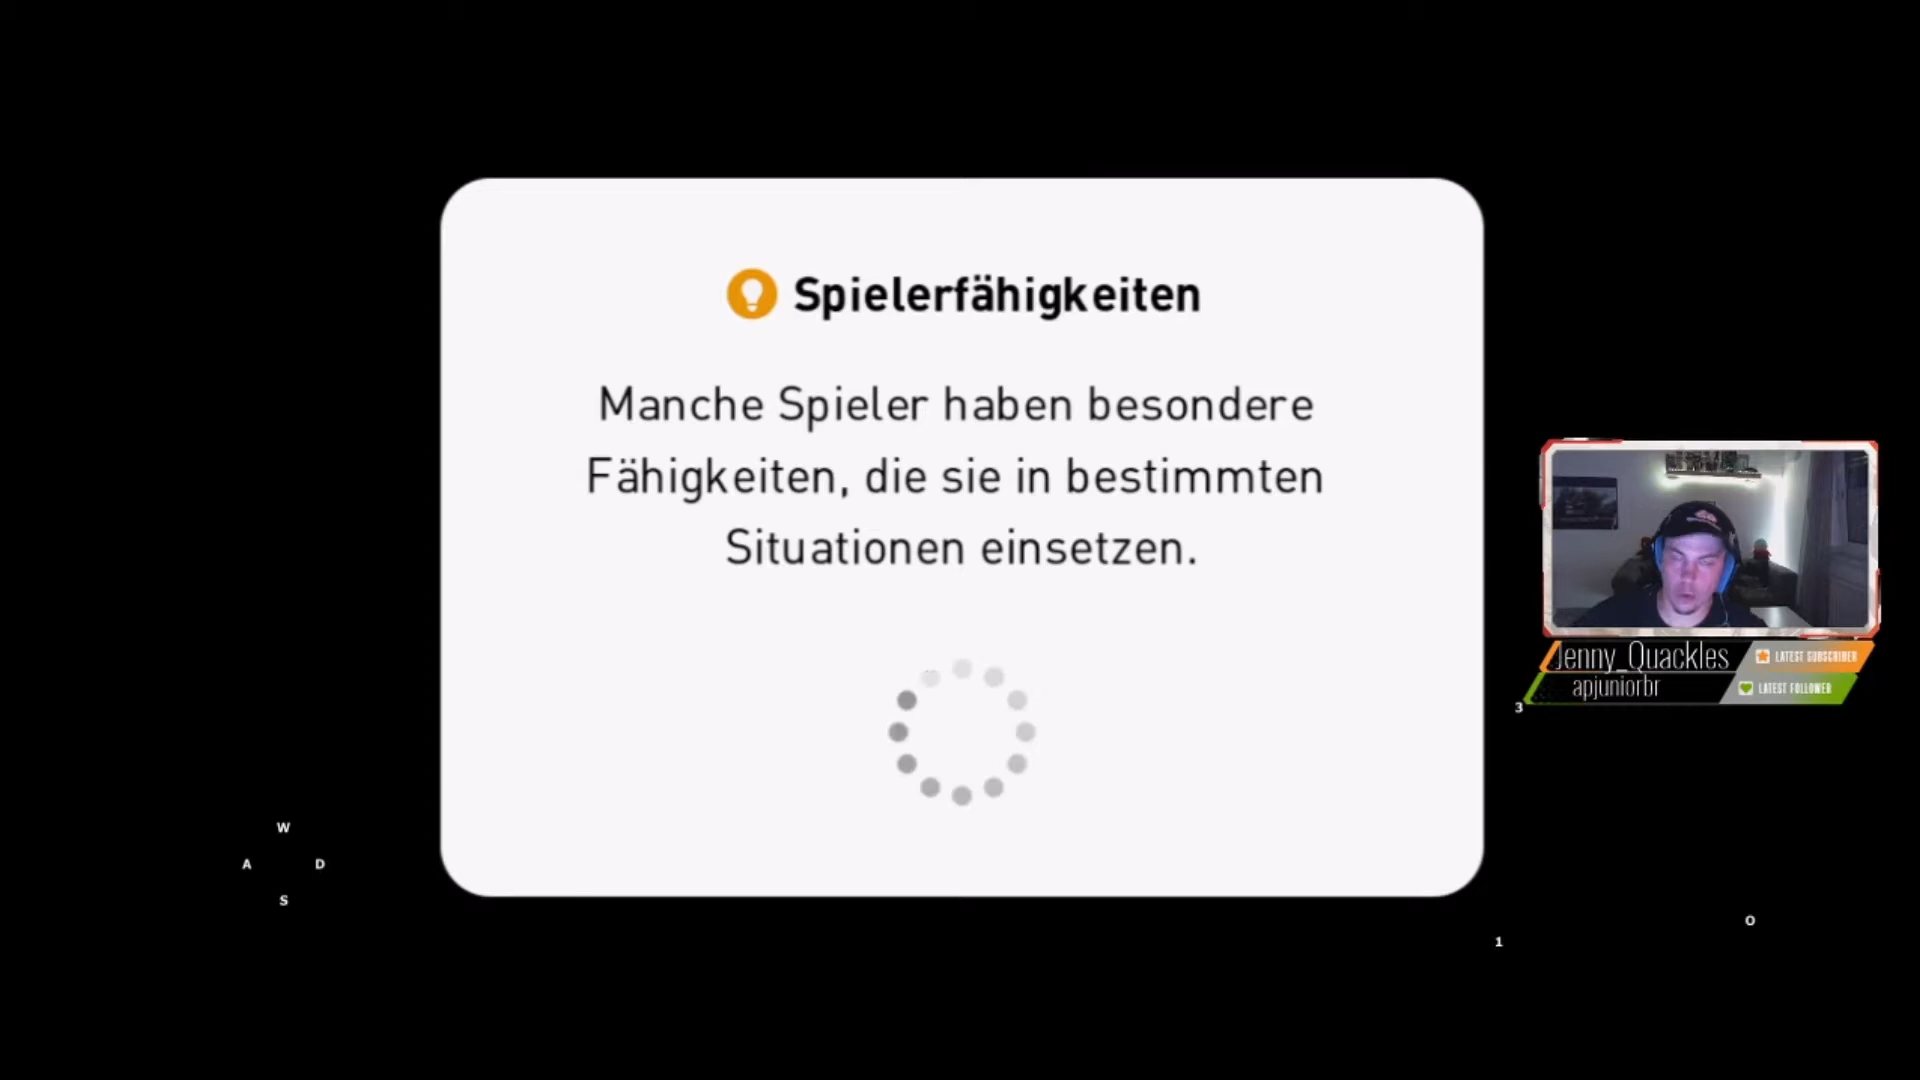 Spielerfähigkeiten
Manche Spieler haben besondere
Fähigkeiten, die sie in bestimmten
Situationen einsetzen.
Jenny_Quackles
LATEST SUBSCRIBER
apjuniorbr
LATEST FOLLOWER
3
W
A D
S
O
1